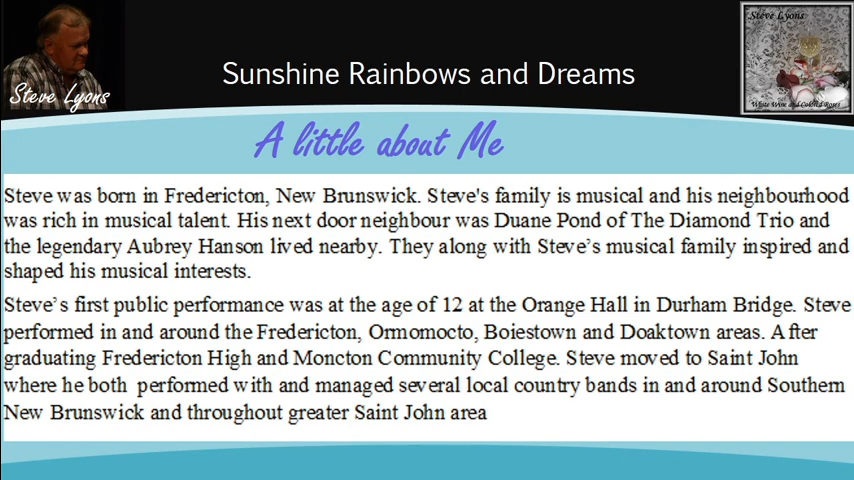 Steve Lyons
Sunshine Rainbows and Dreams
Steve Lyons
White Wine and Colored Roses
A little about Me
Steve was born in Fredericton, New Brunswick. Steve's family is musical and his neighbourhood
was rich in musical talent. His next door neighbour was Duane Pond of The Diamond Trio and
the legendary Aubrey Hanson lived nearby. They along with Steve’s musical family inspired and
shaped his musical interests.
Steve’s first public performance was at the age of 12 at the Orange Hall in Durham Bridge. Steve
performed in and around the Fredericton, Ormomocto, Boiestown and Doaktown areas. After
graduating Fredericton High and Moncton Community College. Steve moved to Saint John
where he both performed with and managed several local country bands in and around Southern
New Brunswick and throughout greater Saint John area